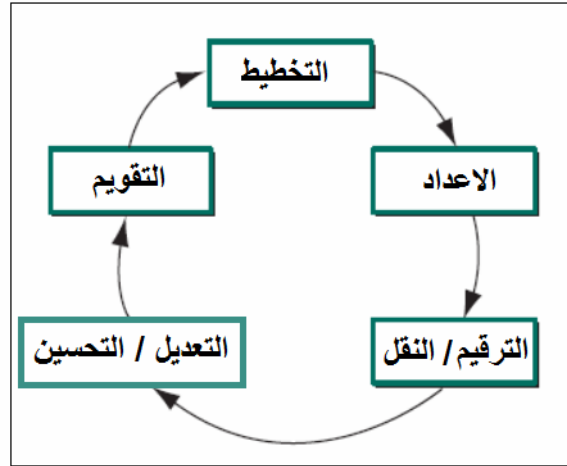 التخطيط
الاعداد
الترقيم/ النقل
التعديل / التحسين
التقويم